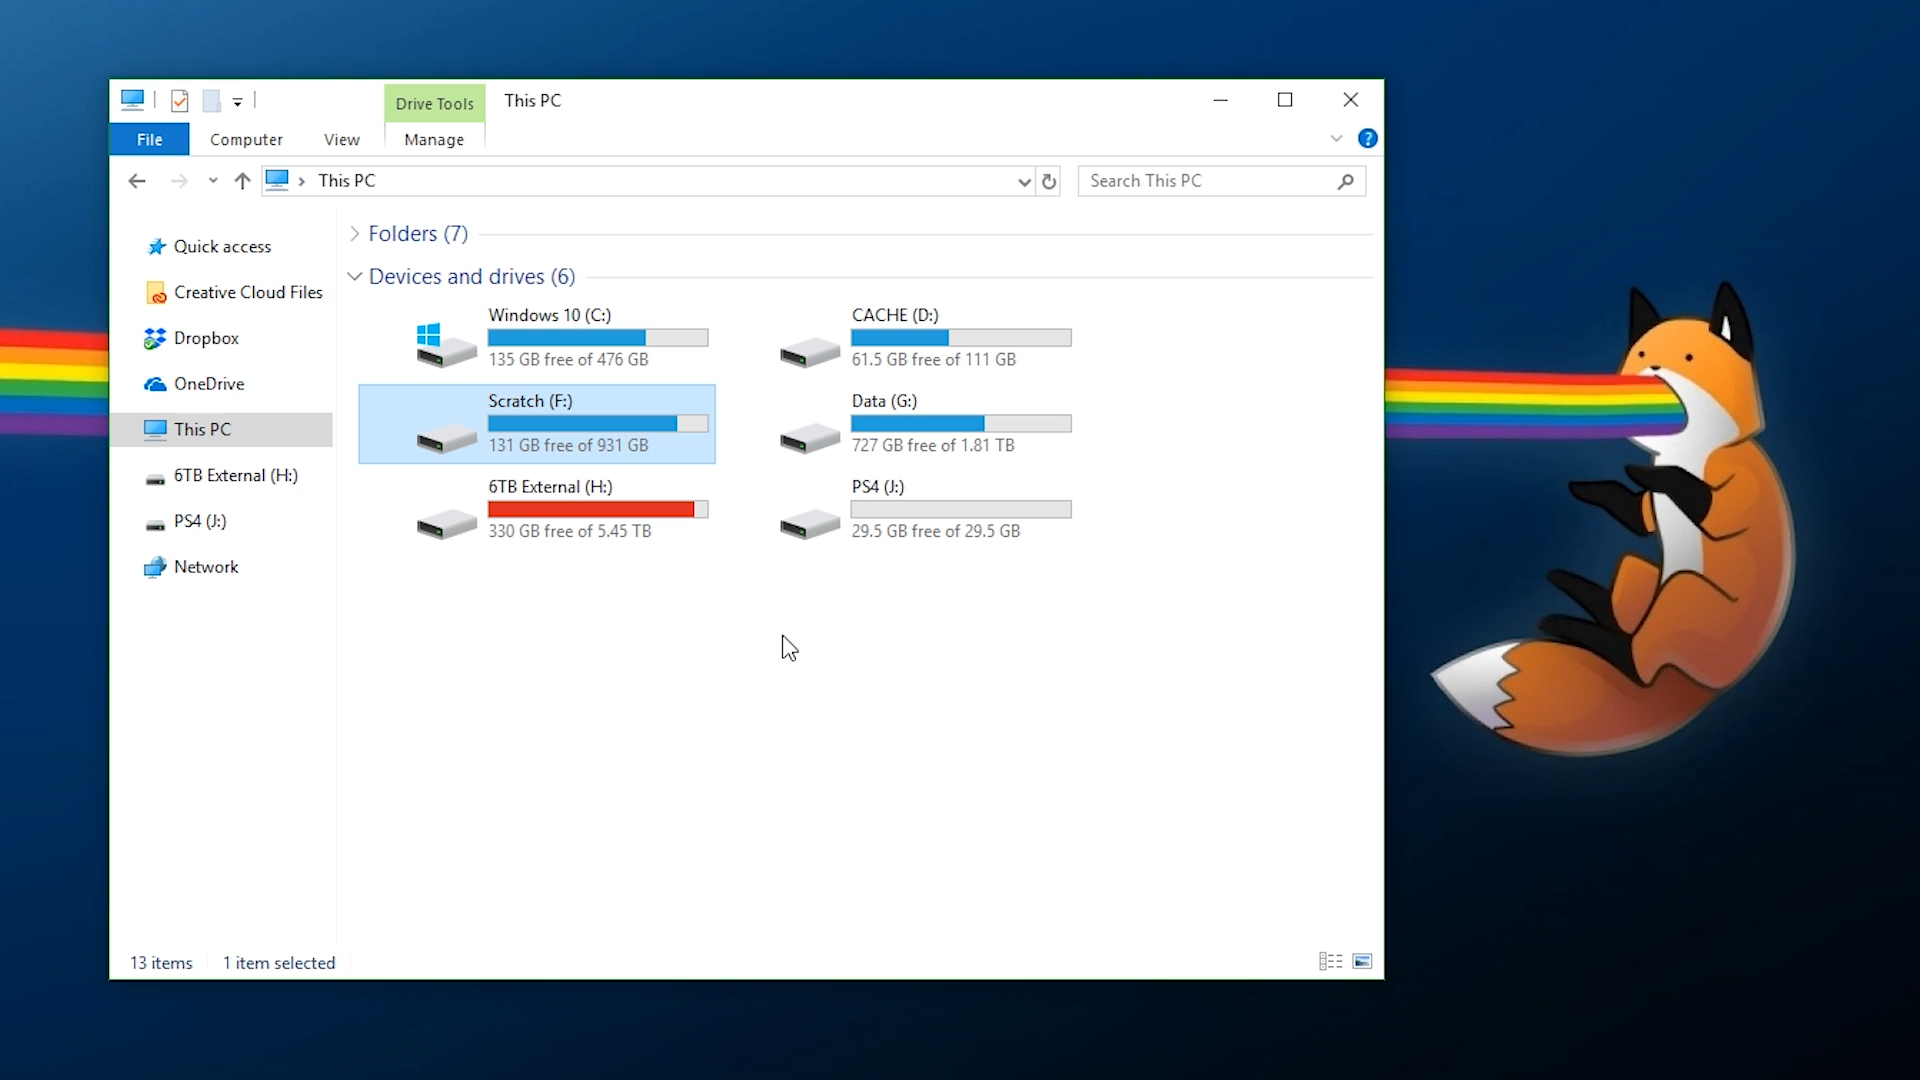 Drive Tools
This PC
File
Computer
View
Manage
?
This PC
Search This PC
Quick access
Creative Cloud Files
Dropbox
OneDrive
This PC
6TB External (H:)
PS4 (J:)
Network
Folders (7)
Devices and drives (6)
Windows 10 (C:)
135 GB free of 476 GB
CACHE (D:)
61.5 GB free of 111 GB
Scratch (F:)
131 GB free of 931 GB
Data (G:)
727 GB free of 1.81 TB
6TB External (H:)
330 GB free of 5.45 TB
PS4 (J:)
29.5 GB free of 29.5 GB
13 items
1 item selected